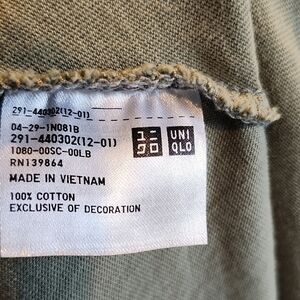 291-440302(12-01)
04-29-1N081B
291-440302(12-01)
1080-00SC-00LB
RN139864
MADE IN VIETNAM
100% COTTON
EXCLUSIVE OF DECORATION
ユニ
クロ
UNI
QLO